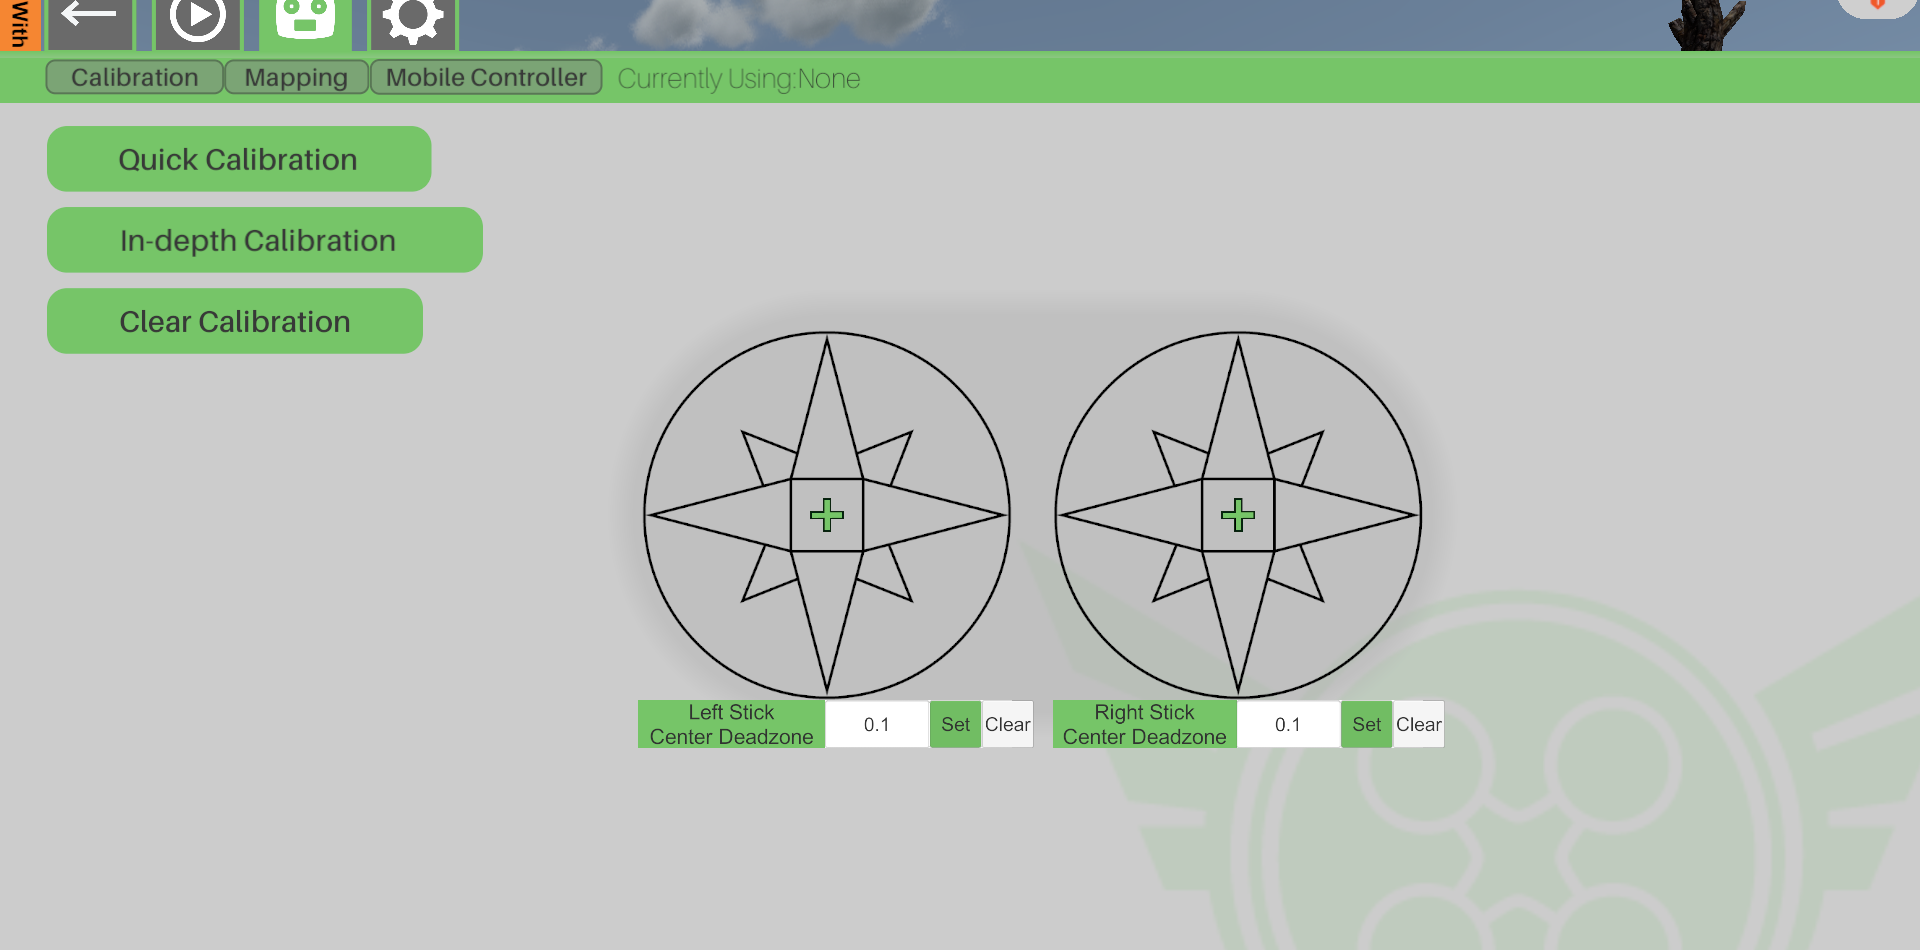 With
Calibration
Mapping
Mobile Controller
Currently Using:None
Quick Calibration
In-depth Calibration
Clear Calibration
Left Stick
Center Deadzone
0.1
Set
Clear
Right Stick
Center Deadzone
0.1
Set
Clear